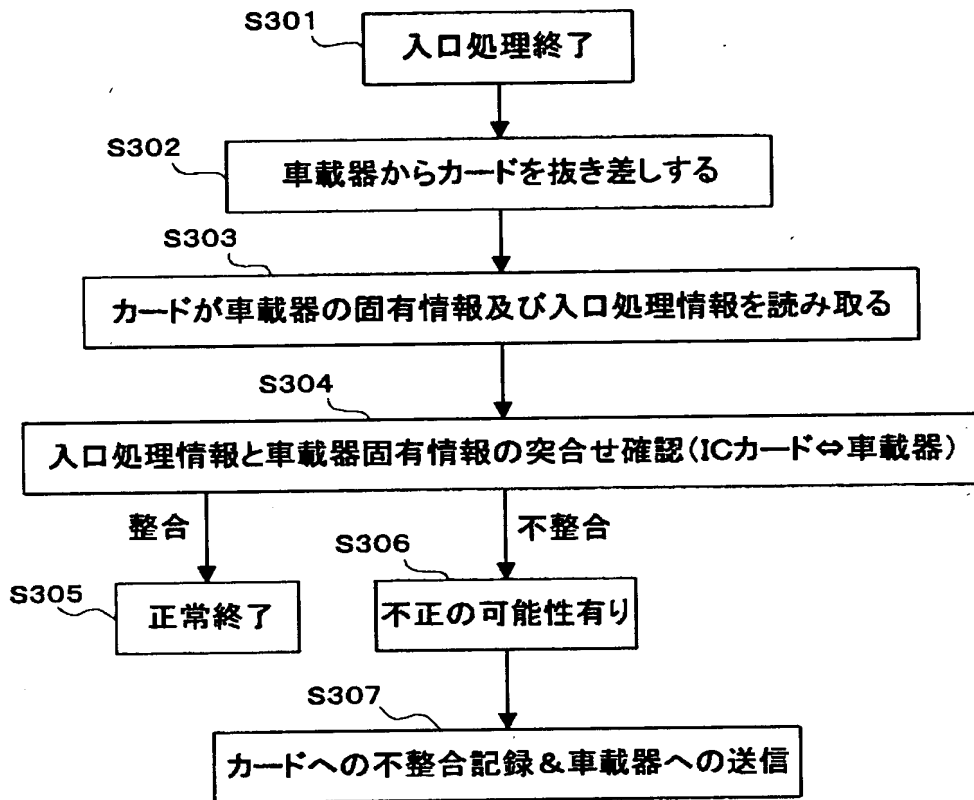 S301
入口処理終了
S302
車載器からカードを抜き差しする
S303
カードが車載器の固有情報及び入口処理情報を読み取る
S304
入口処理情報と車載器固有情報の突合せ確認(ICカード⇔車載器)
整合
不整合
S305
正常終了
S306
不正の可能性有り
S307
カードへの不整合記録&車載器への送信